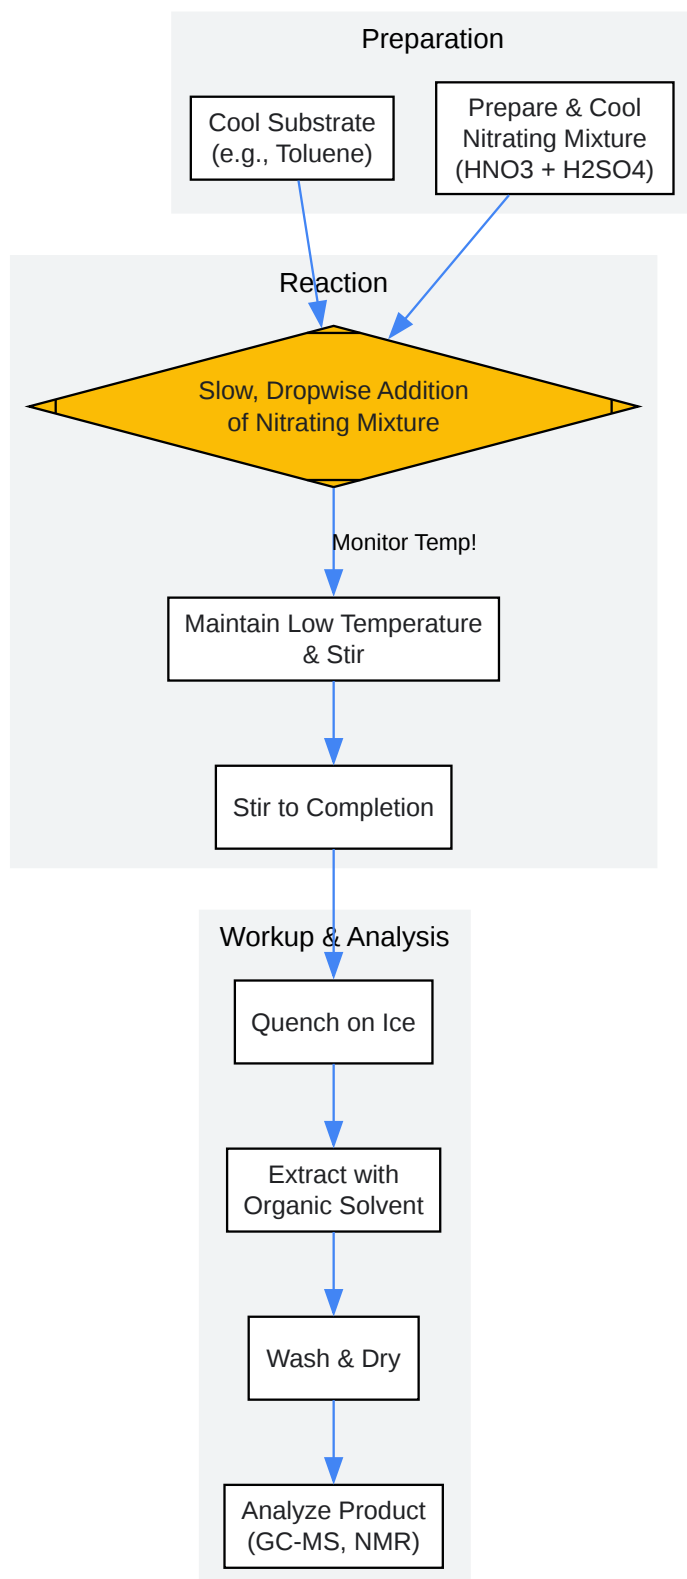 Preparation
Cool Substrate
(e.g., Toluene)
Prepare & Cool
Nitrating Mixture
(HNO3 + H2SO4)
Reaction
Slow, Dropwise Addition
of Nitrating Mixture
Monitor Temp!
Maintain Low Temperature
& Stir
Stir to Completion
Workup & Analysis
Quench on Ice
Extract with
Organic Solvent
Wash & Dry
Analyze Product
(GC-MS, NMR)